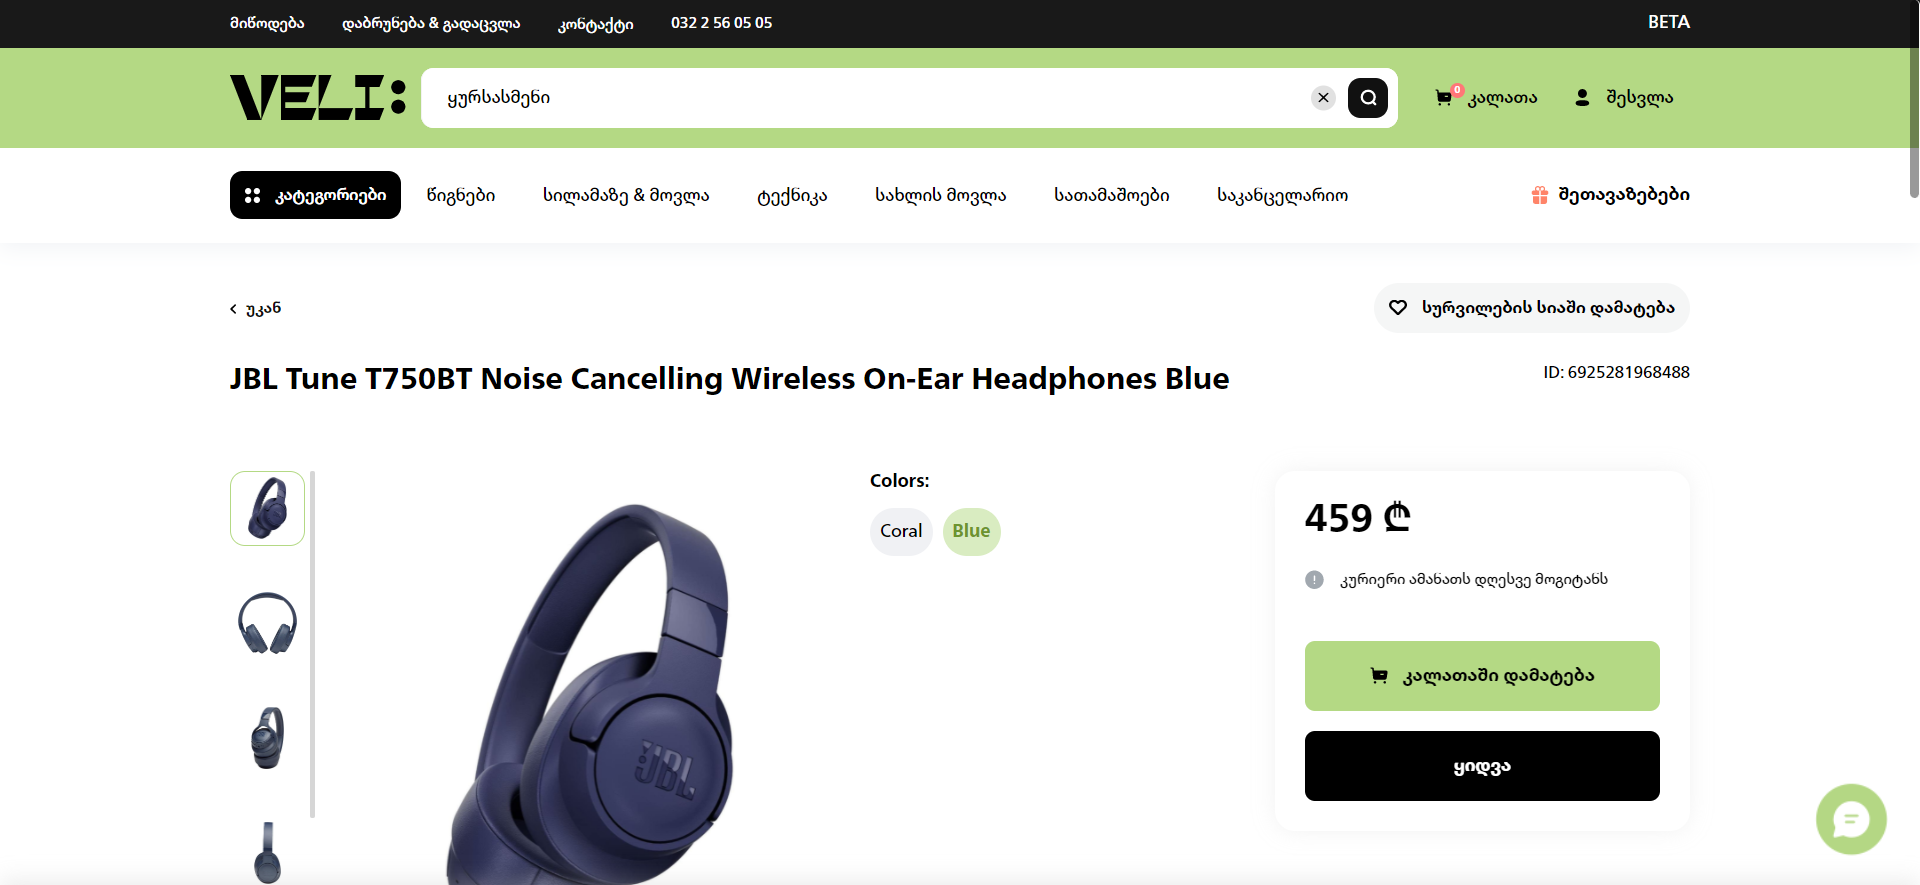 მიწოდება დაბრუნება & გადაცვლა კონტაქტი 032 2 56 05 05 BETA
VELI: ყურსასმენი 0 კალათა შესვლა
კატეგორიები წიგნები სილამაზე & მოვლა ტექნიკა სახლის მოვლა სათამაშოები საკანცელარიო შეთავაზებები
უკან სურვილების სიაში დამატება
JBL Tune T750BT Noise Cancelling Wireless On-Ear Headphones Blue ID: 6925281968488
Colors:
Coral Blue
459 ₾
კურიერი ამანათს დღესვე მოგიტანს
კალათაში დამატება
ყიდვა
JBL